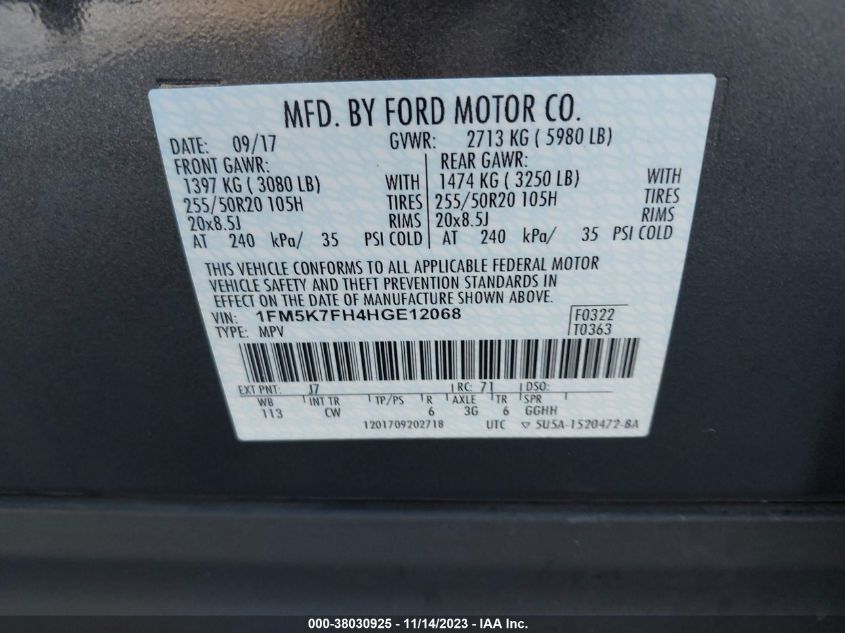 MFD. BY FORD MOTOR CO.
DATE: 09/17 GVWR: 2713 KG ( 5980 LB)
FRONT GAWR: REAR GAWR:
1397 KG ( 3080 LB) WITH 1474 KG ( 3250 LB) WITH
255/50R20 105H TIRES 255/50R20 105H TIRES
20x8.5J RIMS 20x8.5J RIMS
AT 240 kPa/ 35 PSI COLD AT 240 kPa/ 35 PSI COLD
THIS VEHICLE CONFORMS TO ALL APPLICABLE FEDERAL MOTOR
VEHICLE SAFETY AND THEFT PREVENTION STANDARDS IN
EFFECT ON THE DATE OF MANUFACTURE SHOWN ABOVE.
VIN: 1FM5K7FH4HGE12068 F0322
TYPE: MPV T0363
EXT PNT: J7 RC: 71 DSO:
WB INT TR TP/PS R AXLE TR SPR
113 CW 6 3G 6 GGHH
1201709202718 UTC ▽ 5U5A-1520472-BA
000-38030925 - 11/14/2023 - www.iaai.com.